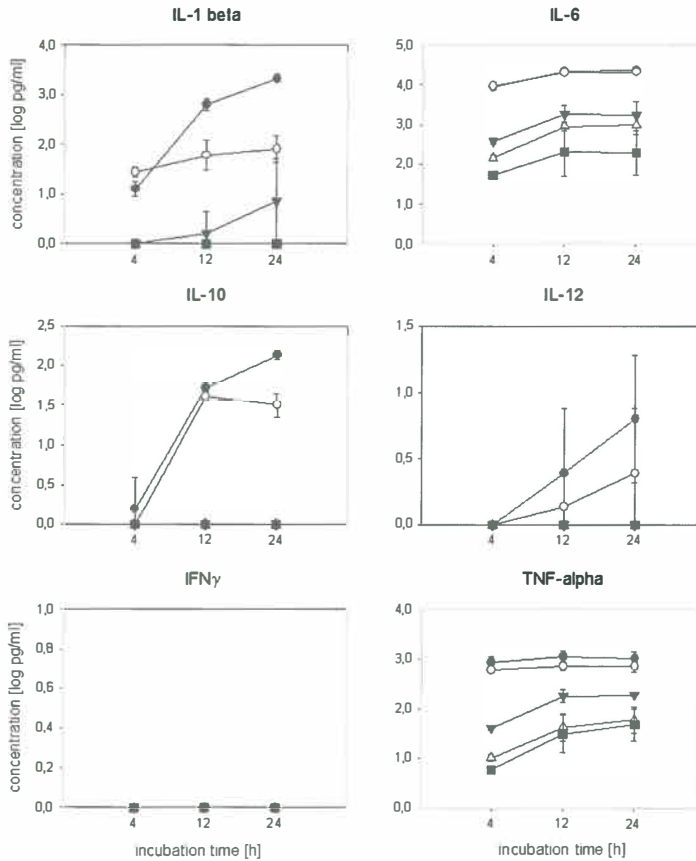 IL-1 beta
IL-6
concentration [log pg/ml]
4,0
3,0
2,0
1,0
0,0
4 12 24
5,0
4,0
3,0
2,0
1,0
0,0
4 12 24
IL-10
IL-12
concentration [log pg/ml]
2,5
2,0
1,5
1,0
0,5
0,0
4 12 24
1,5
1,0
0,5
0,0
4 12 24
IFNγ
TNF-alpha
concentration [log pg/ml]
1,0
0,8
0,6
0,4
0,2
0,0
4 12 24
incubation time [h]
4,0
3,0
2,0
1,0
0,0
4 12 24
incubation time [h]